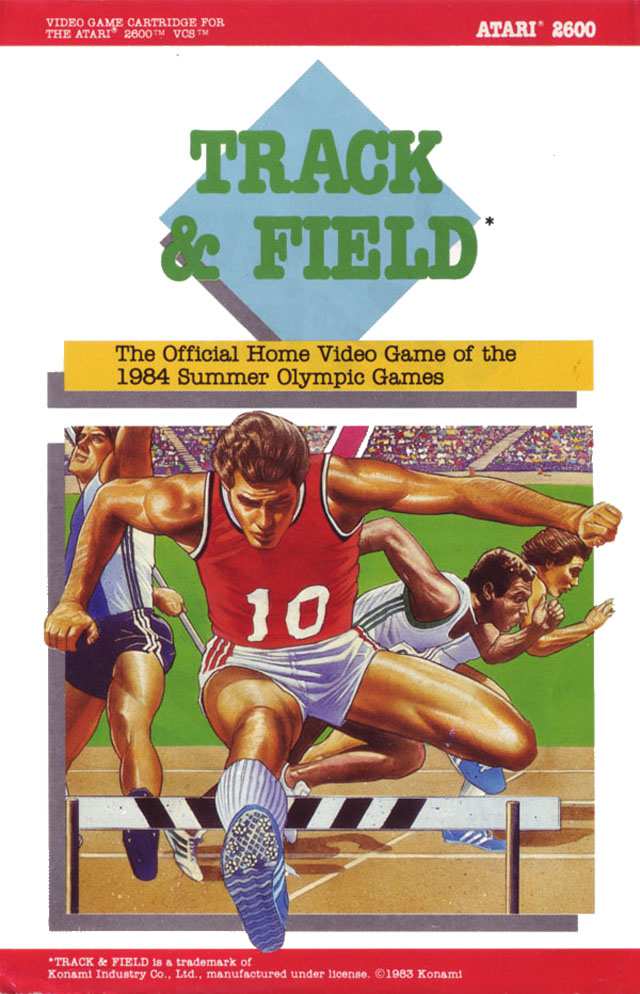 VIDEO GAME CARTRIDGE FOR
THE ATARI® 2600™ VCS™
ATARI® 2600
TRACK
& FIELD*
The Official Home Video Game of the
1984 Summer Olympic Games
10
*TRACK & FIELD is a trademark of
Konami Industry Co., Ltd., manufactured under license. ©1983 Konami